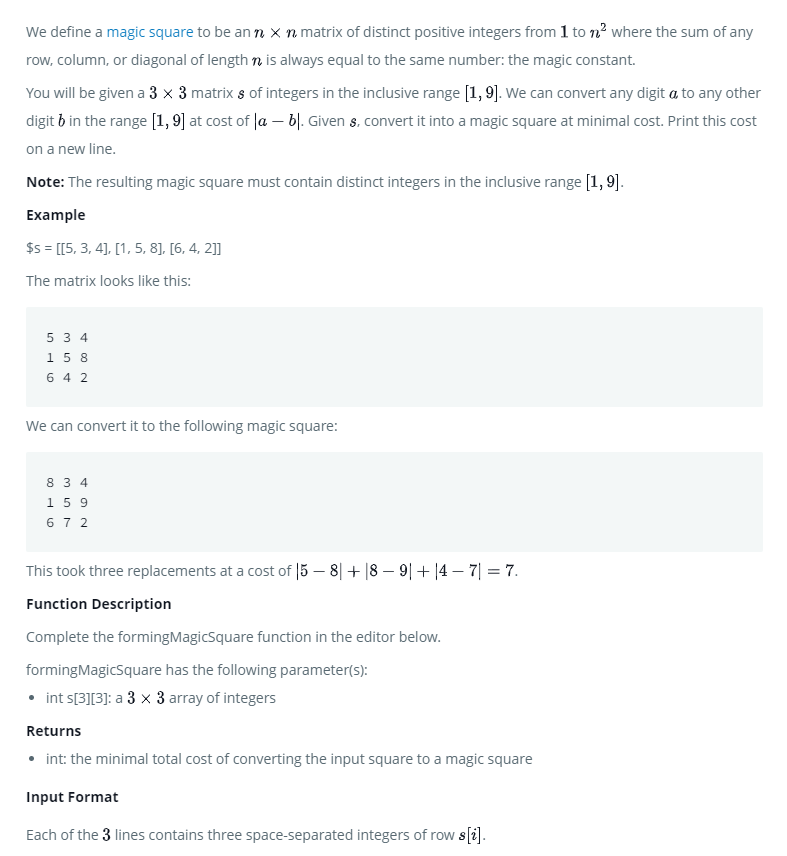 We define a magic square to be an n × n matrix of distinct positive integers from 1 to n² where the sum of any
row, column, or diagonal of length n is always equal to the same number: the magic constant.
You will be given a 3 × 3 matrix s of integers in the inclusive range [1, 9]. We can convert any digit a to any other
digit b in the range [1, 9] at cost of |a − b|. Given s, convert it into a magic square at minimal cost. Print this cost
on a new line.
Note: The resulting magic square must contain distinct integers in the inclusive range [1, 9].
Example
$s = [[5, 3, 4], [1, 5, 8], [6, 4, 2]]
The matrix looks like this:
5 3 4
1 5 8
6 4 2
We can convert it to the following magic square:
8 3 4
1 5 9
6 7 2
This took three replacements at a cost of |5 − 8| + |8 − 9| + |4 − 7| = 7.
Function Description
Complete the formingMagicSquare function in the editor below.
formingMagicSquare has the following parameter(s):
• int s[3][3]: a 3 × 3 array of integers
Returns
• int: the minimal total cost of converting the input square to a magic square
Input Format
Each of the 3 lines contains three space-separated integers of row s[i].